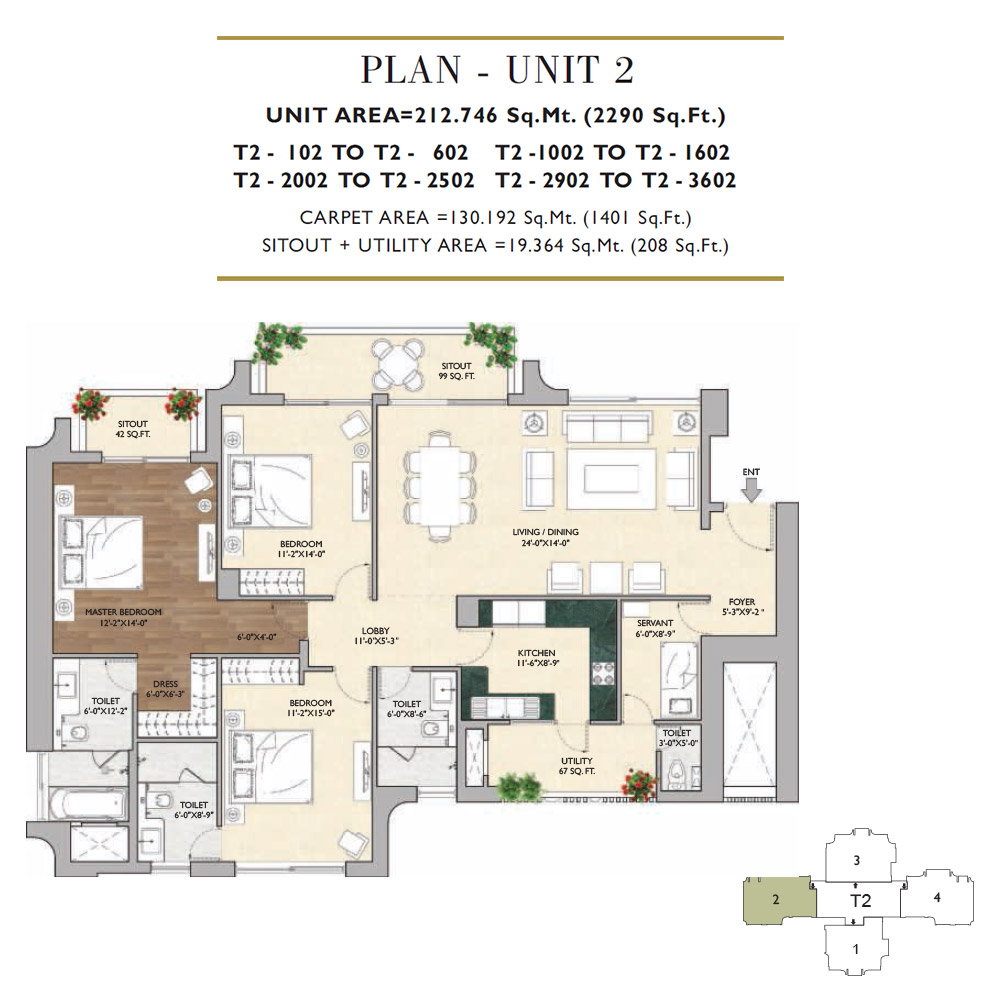 PLAN - UNIT 2
UNIT AREA=212.746 Sq.Mt. (2290 Sq.Ft.)
T2 - 102 TO T2 - 602 T2 -1002 TO T2 - 1602
T2 - 2002 TO T2 - 2502 T2 - 2902 TO T2 - 3602
CARPET AREA =130.192 Sq.Mt. (1401 Sq.Ft.)
SITOUT + UTILITY AREA =19.364 Sq.Mt. (208 Sq.Ft.)
SITOUT
99 SQ. FT.
SITOUT
42 SQ.FT.
ENT
BEDROOM
11'-2"X14'-0"
LIVING / DINING
24'-0"X14'-0"
MASTER BEDROOM
12'-2"X14'-0"
6'-0"X4'-0"
LOBBY
11'-0"X5'-3"
FOYER
5'-3"X9'-2 "
SERVANT
6'-0"X8'-9"
KITCHEN
11'-6"X8'-9"
DRESS
6'-0"X6'-3"
TOILET
6'-0"X12'-2"
BEDROOM
11'-2"X15'-0"
TOILET
6'-0"X8'-6"
TOILET
3'-0"X5'-0"
UTILITY
67 SQ. FT.
TOILET
6'-0"X8'-9"
3
2
T2
4
1